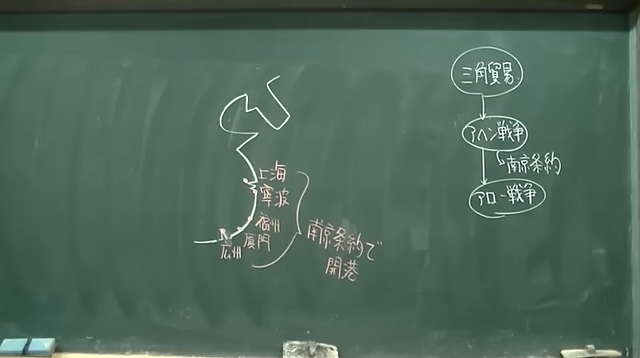 三角貿易
アヘン戦争
南京条約
アロー戦争
上海
寧波
福州
厦門
広州
南京条約で
開港